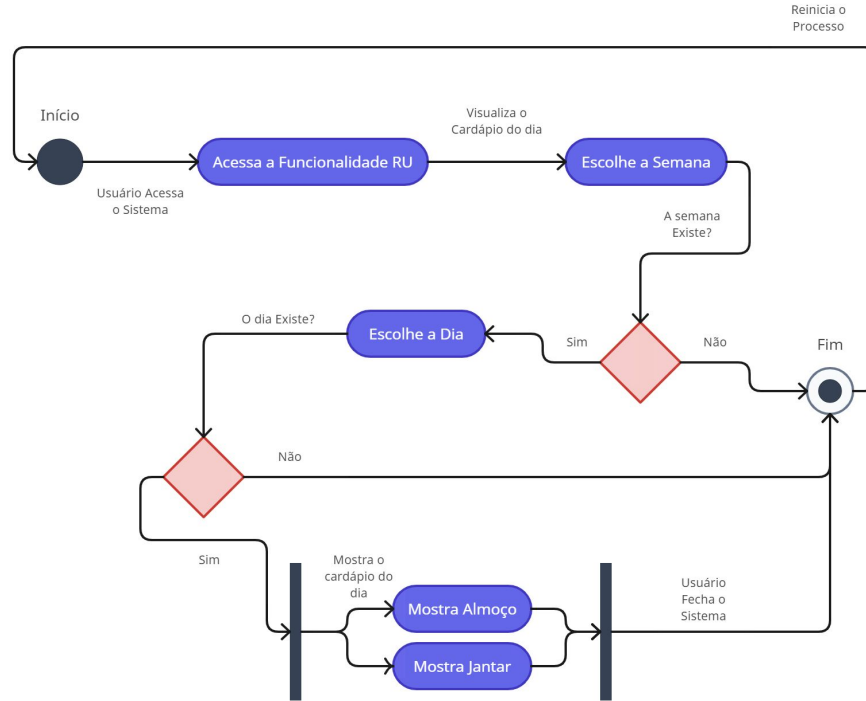 Reinicia o
Processo
Início
Visualiza o
Cardápio do dia
Acessa a Funcionalidade RU
Escolhe a Semana
Usuário Acessa
o Sistema
A semana
Existe?
O dia Existe?
Escolhe a Dia
Sim
Não
Fim
Não
Sim
Mostra o
cardápio do
dia
Mostra Almoço
Mostra Jantar
Usuário
Fecha o
Sistema